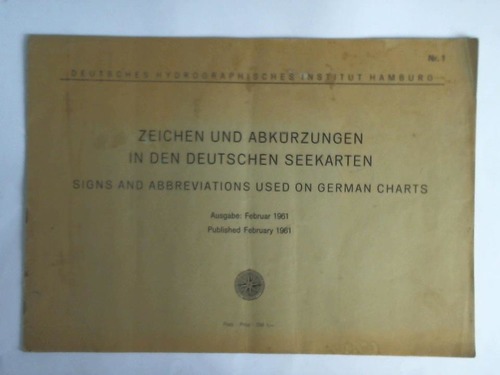 Nr. 1
DEUTSCHES HYDROGRAPHISCHES INSTITUT HAMBURG
ZEICHEN UND ABKÜRZUNGEN
IN DEN DEUTSCHEN SEEKARTEN
SIGNS AND ABBREVIATIONS USED ON GERMAN CHARTS
Ausgabe: Februar 1961
Published February 1961